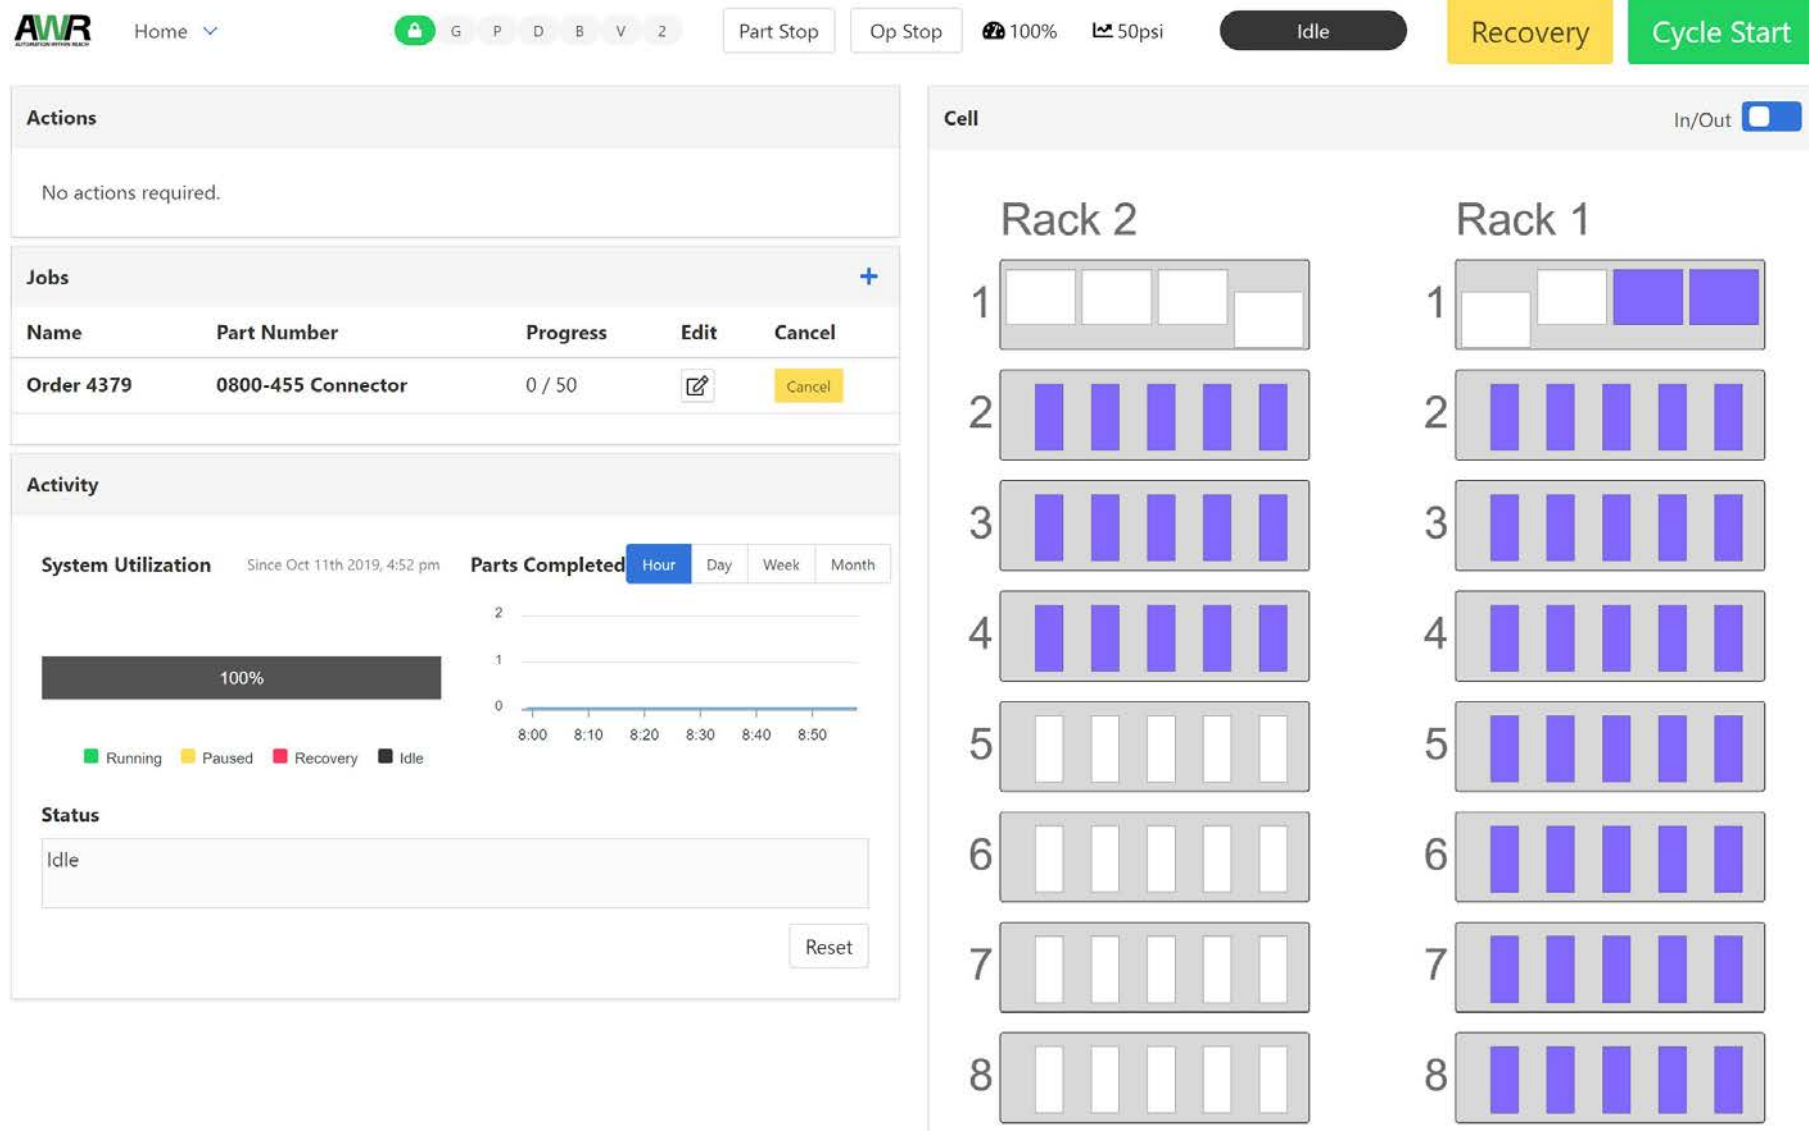 AWR
AUTOMATION WITHIN REACH
Home
G P D B V 2
Part Stop
Op Stop
100%
50psi
Idle
Recovery
Cycle Start
Actions
No actions required.
Jobs
+
Name Part Number Progress Edit Cancel
Order 4379 0800-455 Connector 0 / 50 Cancel
Activity
System Utilization Since Oct 11th 2019, 4:52 pm
100%
Running Paused Recovery Idle
Parts Completed Hour Day Week Month
2
1
0
8:00 8:10 8:20 8:30 8:40 8:50
Status
Idle
Reset
Cell In/Out
Rack 2
1
2
3
4
5
6
7
8
Rack 1
1
2
3
4
5
6
7
8